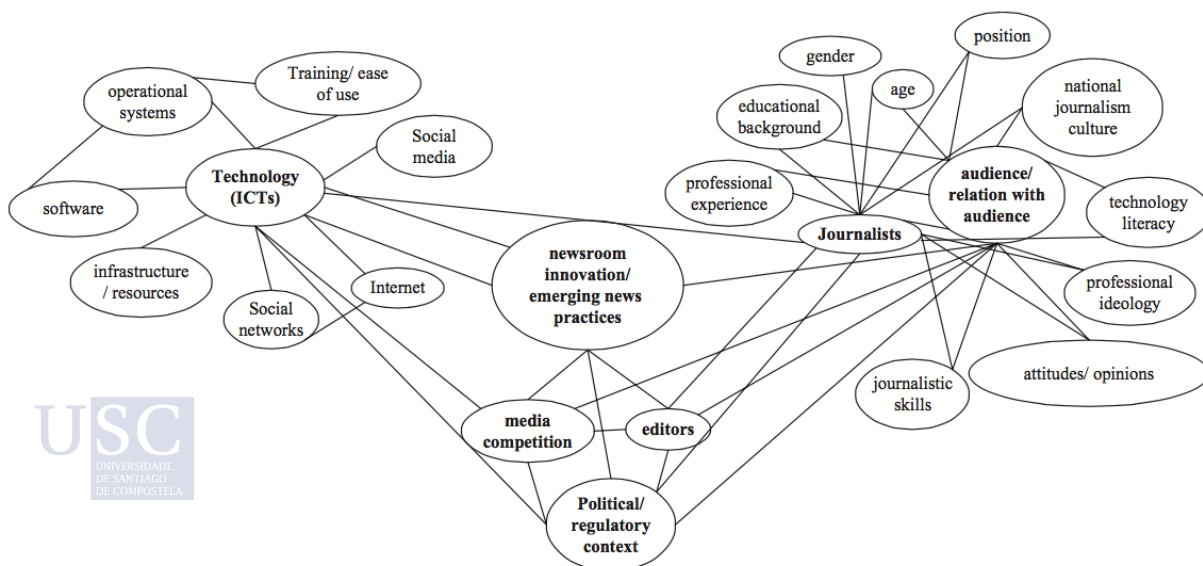 Training/ ease
of use
operational
systems
Social
media
Technology
(ICTs)
software
infrastructure
/ resources
Social
networks
Internet
newsroom
innovation/
emerging news
practices
media
competition
editors
Political/
regulatory
context
gender
position
age
educational
background
national
journalism
culture
professional
experience
audience/
relation with
audience
technology
literacy
Journalists
professional
ideology
journalistic
skills
attitudes/ opinions
USC
UNIVERSIDADE
DE SANTIAGO
DE COMPOSTELA